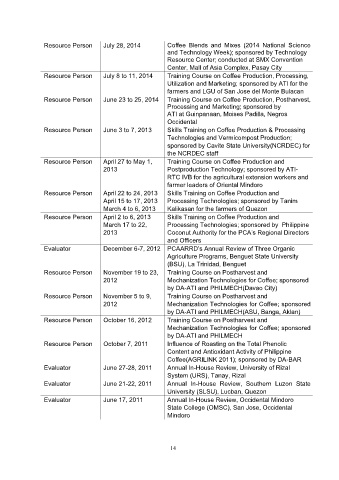 Resource Person July 28, 2014 Coffee Blends and Mixes (2014 National Science
and Technology Week); sponsored by Technology
Resource Center; conducted at SMX Convention
Center, Mall of Asia Complex, Pasay City
Resource Person July 8 to 11, 2014 Training Course on Coffee Production, Processing,
Utilization and Marketing; sponsored by ATI for the
farmers and LGU of San Jose del Monte Bulacan
Resource Person June 23 to 25, 2014 Training Course on Coffee Production, Postharvest,
Processing and Marketing; sponsored by
ATI at Guinpanaan, Moises Padilla, Negros
Occidental
Resource Person June 3 to 7, 2013 Skills Training on Coffee Production & Processing
Technologies and Vermicompost Production;
sponsored by Cavite State University(NCRDEC) for
the NCRDEC staff
Resource Person April 27 to May 1, Training Course on Coffee Production and
2013 Postproduction Technology; sponsored by ATI-
RTC IVB for the agricultural extension workers and
farmer leaders of Oriental Mindoro
Resource Person April 22 to 24, 2013 Skills Training on Coffee Production and
April 15 to 17, 2013 Processing Technologies; sponsored by Tanim
March 4 to 6, 2013 Kalikasan for the farmers of Quezon
Resource Person April 2 to 6, 2013 Skills Training on Coffee Production and
March 17 to 22, Processing Technologies; sponsored by Philippine
2013 Coconut Authority for the PCA's Regional Directors
and Officers
Evaluator December 6-7, 2012 PCAARRD's Annual Review of Three Organic
Agriculture Programs, Benguet State University
(BSU), La Trinidad, Benguet
Resource Person November 19 to 23, Training Course on Postharvest and
2012 Mechanization Technologies for Coffee; sponsored
by DA-ATI and PHILMECH(Davao City)
Resource Person November 5 to 9, Training Course on Postharvest and
2012 Mechanization Technologies for Coffee; sponsored
by DA-ATI and PHILMECH(ASU, Banga, Aklan)
Resource Person October 16, 2012 Training Course on Postharvest and
Mechanization Technologies for Coffee; sponsored
by DA-ATI and PHILMECH
Resource Person October 7, 2011 Influence of Roasting on the Total Phenolic
Content and Antioxidant Activity of Philippine
Coffee(AGRILINK 2011); sponsored by DA-BAR
Evaluator June 27-28, 2011 Annual In-House Review, University of Rizal
System (URS), Tanay, Rizal
Evaluator June 21-22, 2011 Annual In-House Review, Southern Luzon State
University (SLSU), Lucban, Quezon
Evaluator June 17, 2011 Annual In-House Review, Occidental Mindoro
State College (OMSC), San Jose, Occidental
Mindoro
14